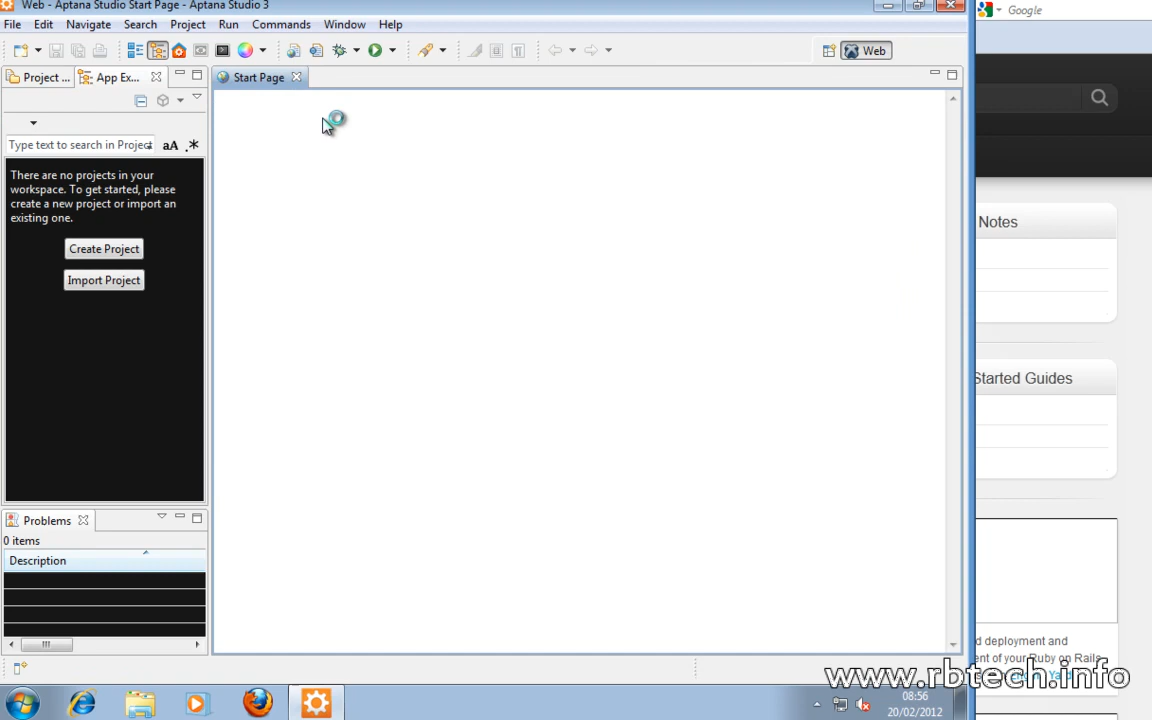 Web - Aptana Studio Start Page - Aptana Studio 3
Google
File Edit Navigate Search Project Run Commands Window Help
Web
Project ... App Ex... Start Page
Type text to search in Project aA .*
There are no projects in your
workspace. To get started, please
create a new project or import an
existing one.
Create Project
Import Project
Notes
Started Guides
Problems
0 items
Description
d deployment and
ent of your Ruby on Rails
www.rbtech.info
08:56
20/02/2012